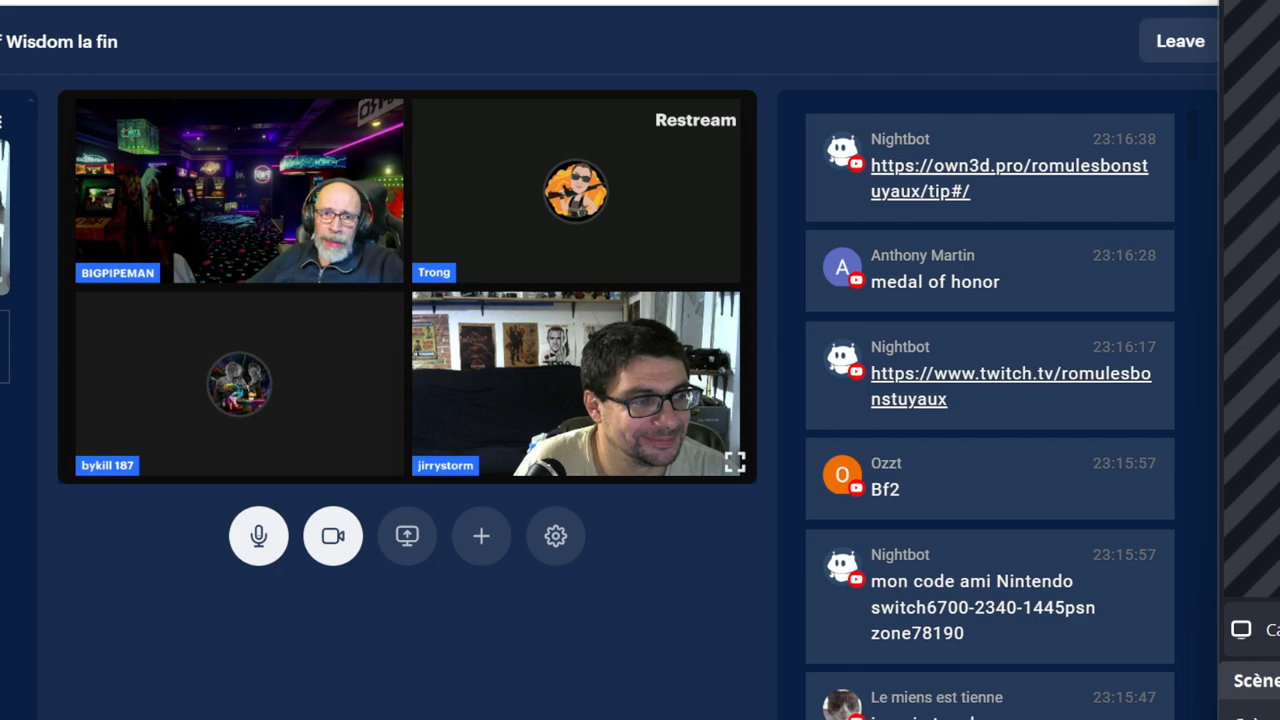 Wisdom la fin
Leave
Restream
BIGPIPEMAN
Trong
bykill 187
jirrystorm
Nightbot 23:16:38
https://own3d.pro/romulesbonst
uyaux/tip#/
Anthony Martin 23:16:28
A
medal of honor
Nightbot 23:16:17
https://www.twitch.tv/romulesbo
nstuyaux
Ozzt 23:15:57
O
Bf2
Nightbot 23:15:57
mon code ami Nintendo
switch6700-2340-1445psn
zone78190
Le miens est tienne 23:15:47
Ca
Scène